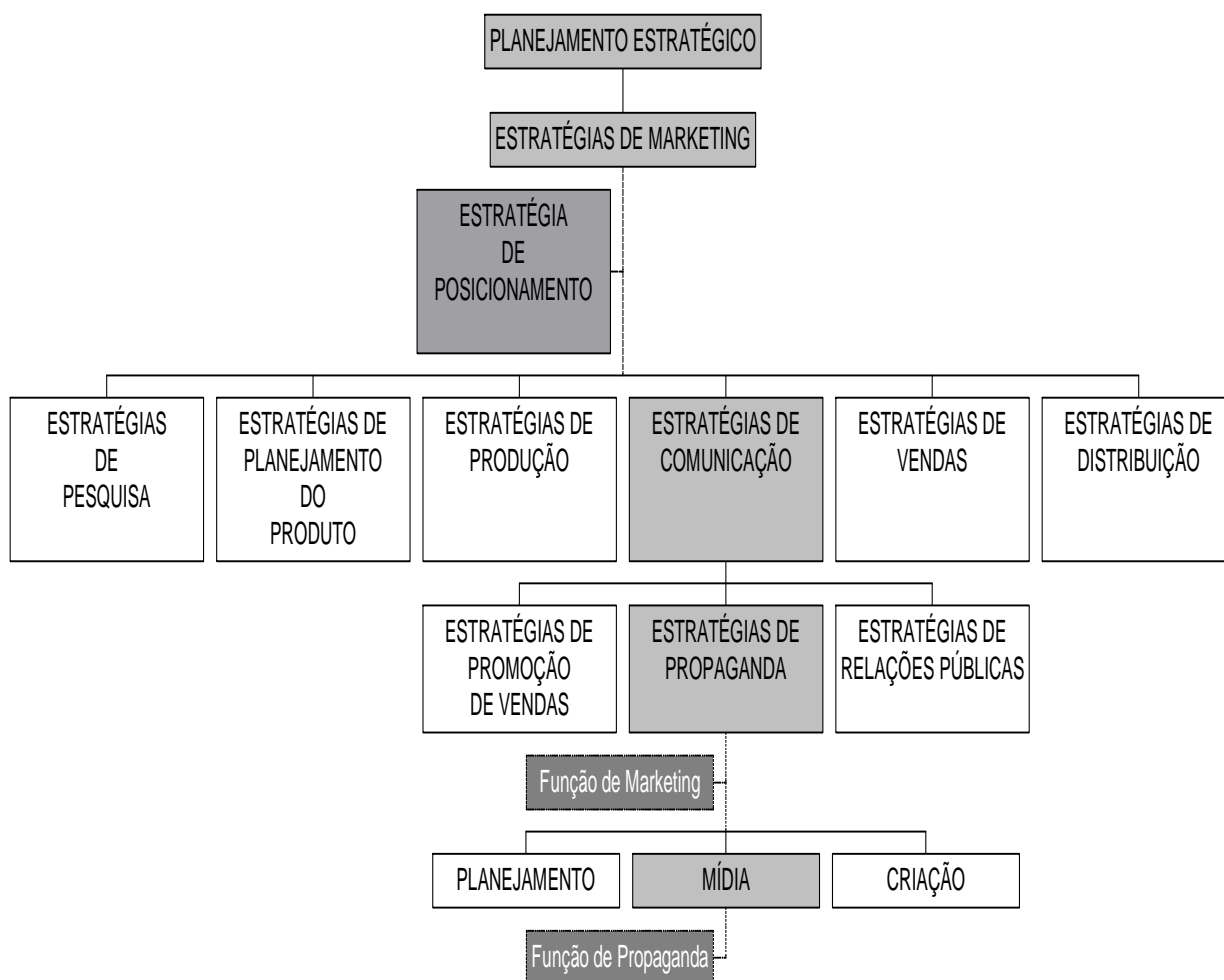 PLANEJAMENTO ESTRATÉGICO
ESTRATÉGIAS DE MARKETING
ESTRATÉGIA
DE
POSICIONAMENTO
ESTRATÉGIAS
DE
PESQUISA
ESTRATÉGIAS DE
PLANEJAMENTO
DO
PRODUTO
ESTRATÉGIAS DE
PRODUÇÃO
ESTRATÉGIAS DE
COMUNICAÇÃO
ESTRATÉGIAS DE
VENDAS
ESTRATÉGIAS DE
DISTRIBUIÇÃO
ESTRATÉGIAS DE
PROMOÇÃO
DE VENDAS
ESTRATÉGIAS DE
PROPAGANDA
ESTRATÉGIAS DE
RELAÇÕES PÚBLICAS
Função de Marketing
PLANEJAMENTO
MÍDIA
CRIAÇÃO
Função de Propaganda